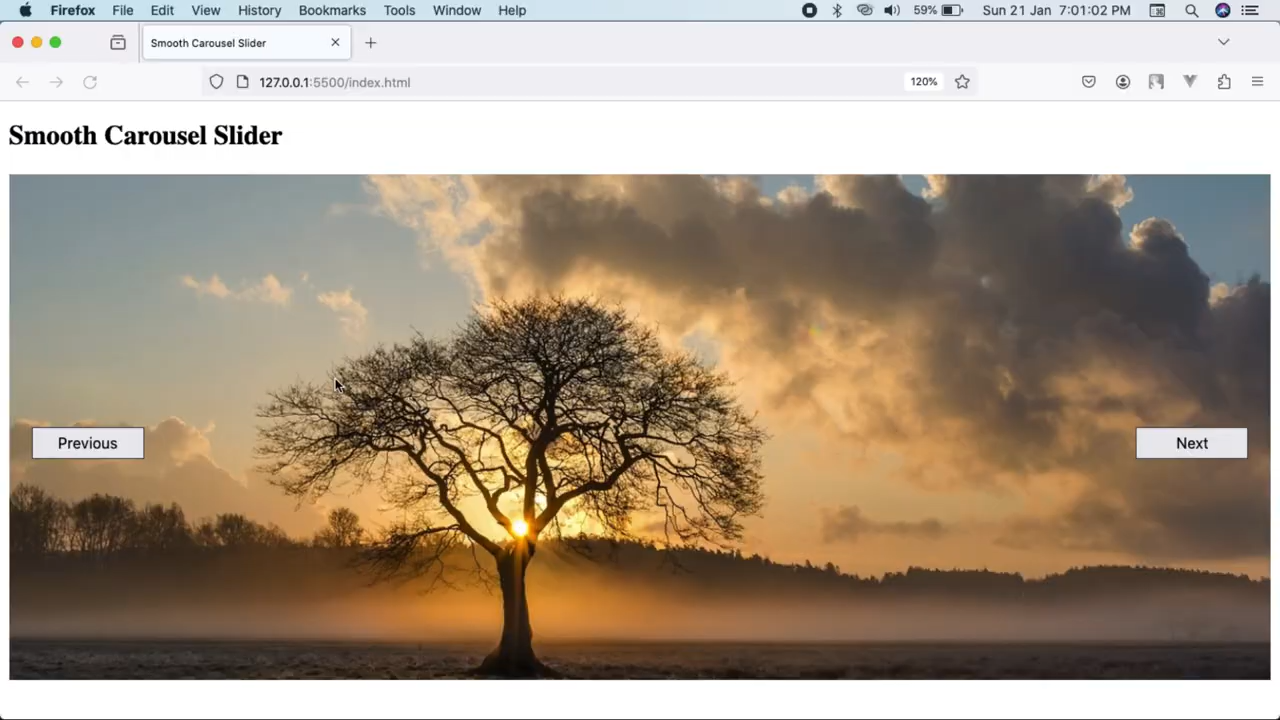 Firefox File Edit View History Bookmarks Tools Window Help 59% Sun 21 Jan 7:01:02 PM
Smooth Carousel Slider
127.0.0.1:5500/index.html 120%
Smooth Carousel Slider
Previous
Next